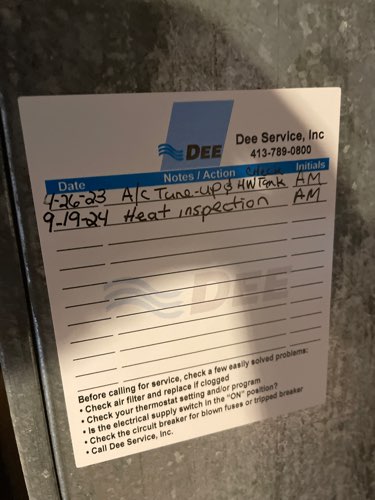 DEE
Dee Service, Inc
413-789-0800
Date Notes / Action Initials
4-26-23 A/C Tune-up & HW Tank AM
9-19-24 Heat inspection AM
DEE
Before calling for service, check a few easily solved problems:
• Check air filter and replace if clogged
• Check your thermostat setting and/or program
• Is the electrical supply switch in the "ON" position?
• Check the circuit breaker for blown fuses or tripped breaker
• Call Dee Service, Inc.